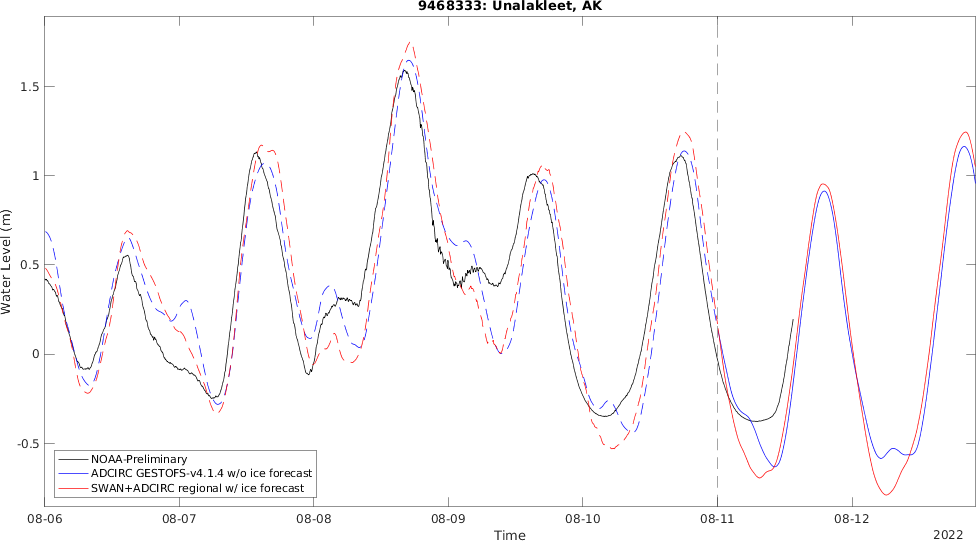 9468333: Unalakleet, AK
Water Level (m)
1.5
1
0.5
0
-0.5
NOAA-Preliminary
ADCIRC GESTOFS-v4.1.4 w/o ice forecast
SWAN+ADCIRC regional w/ ice forecast
08-06 08-07 08-08 08-09 08-10 08-11 08-12
Time
2022